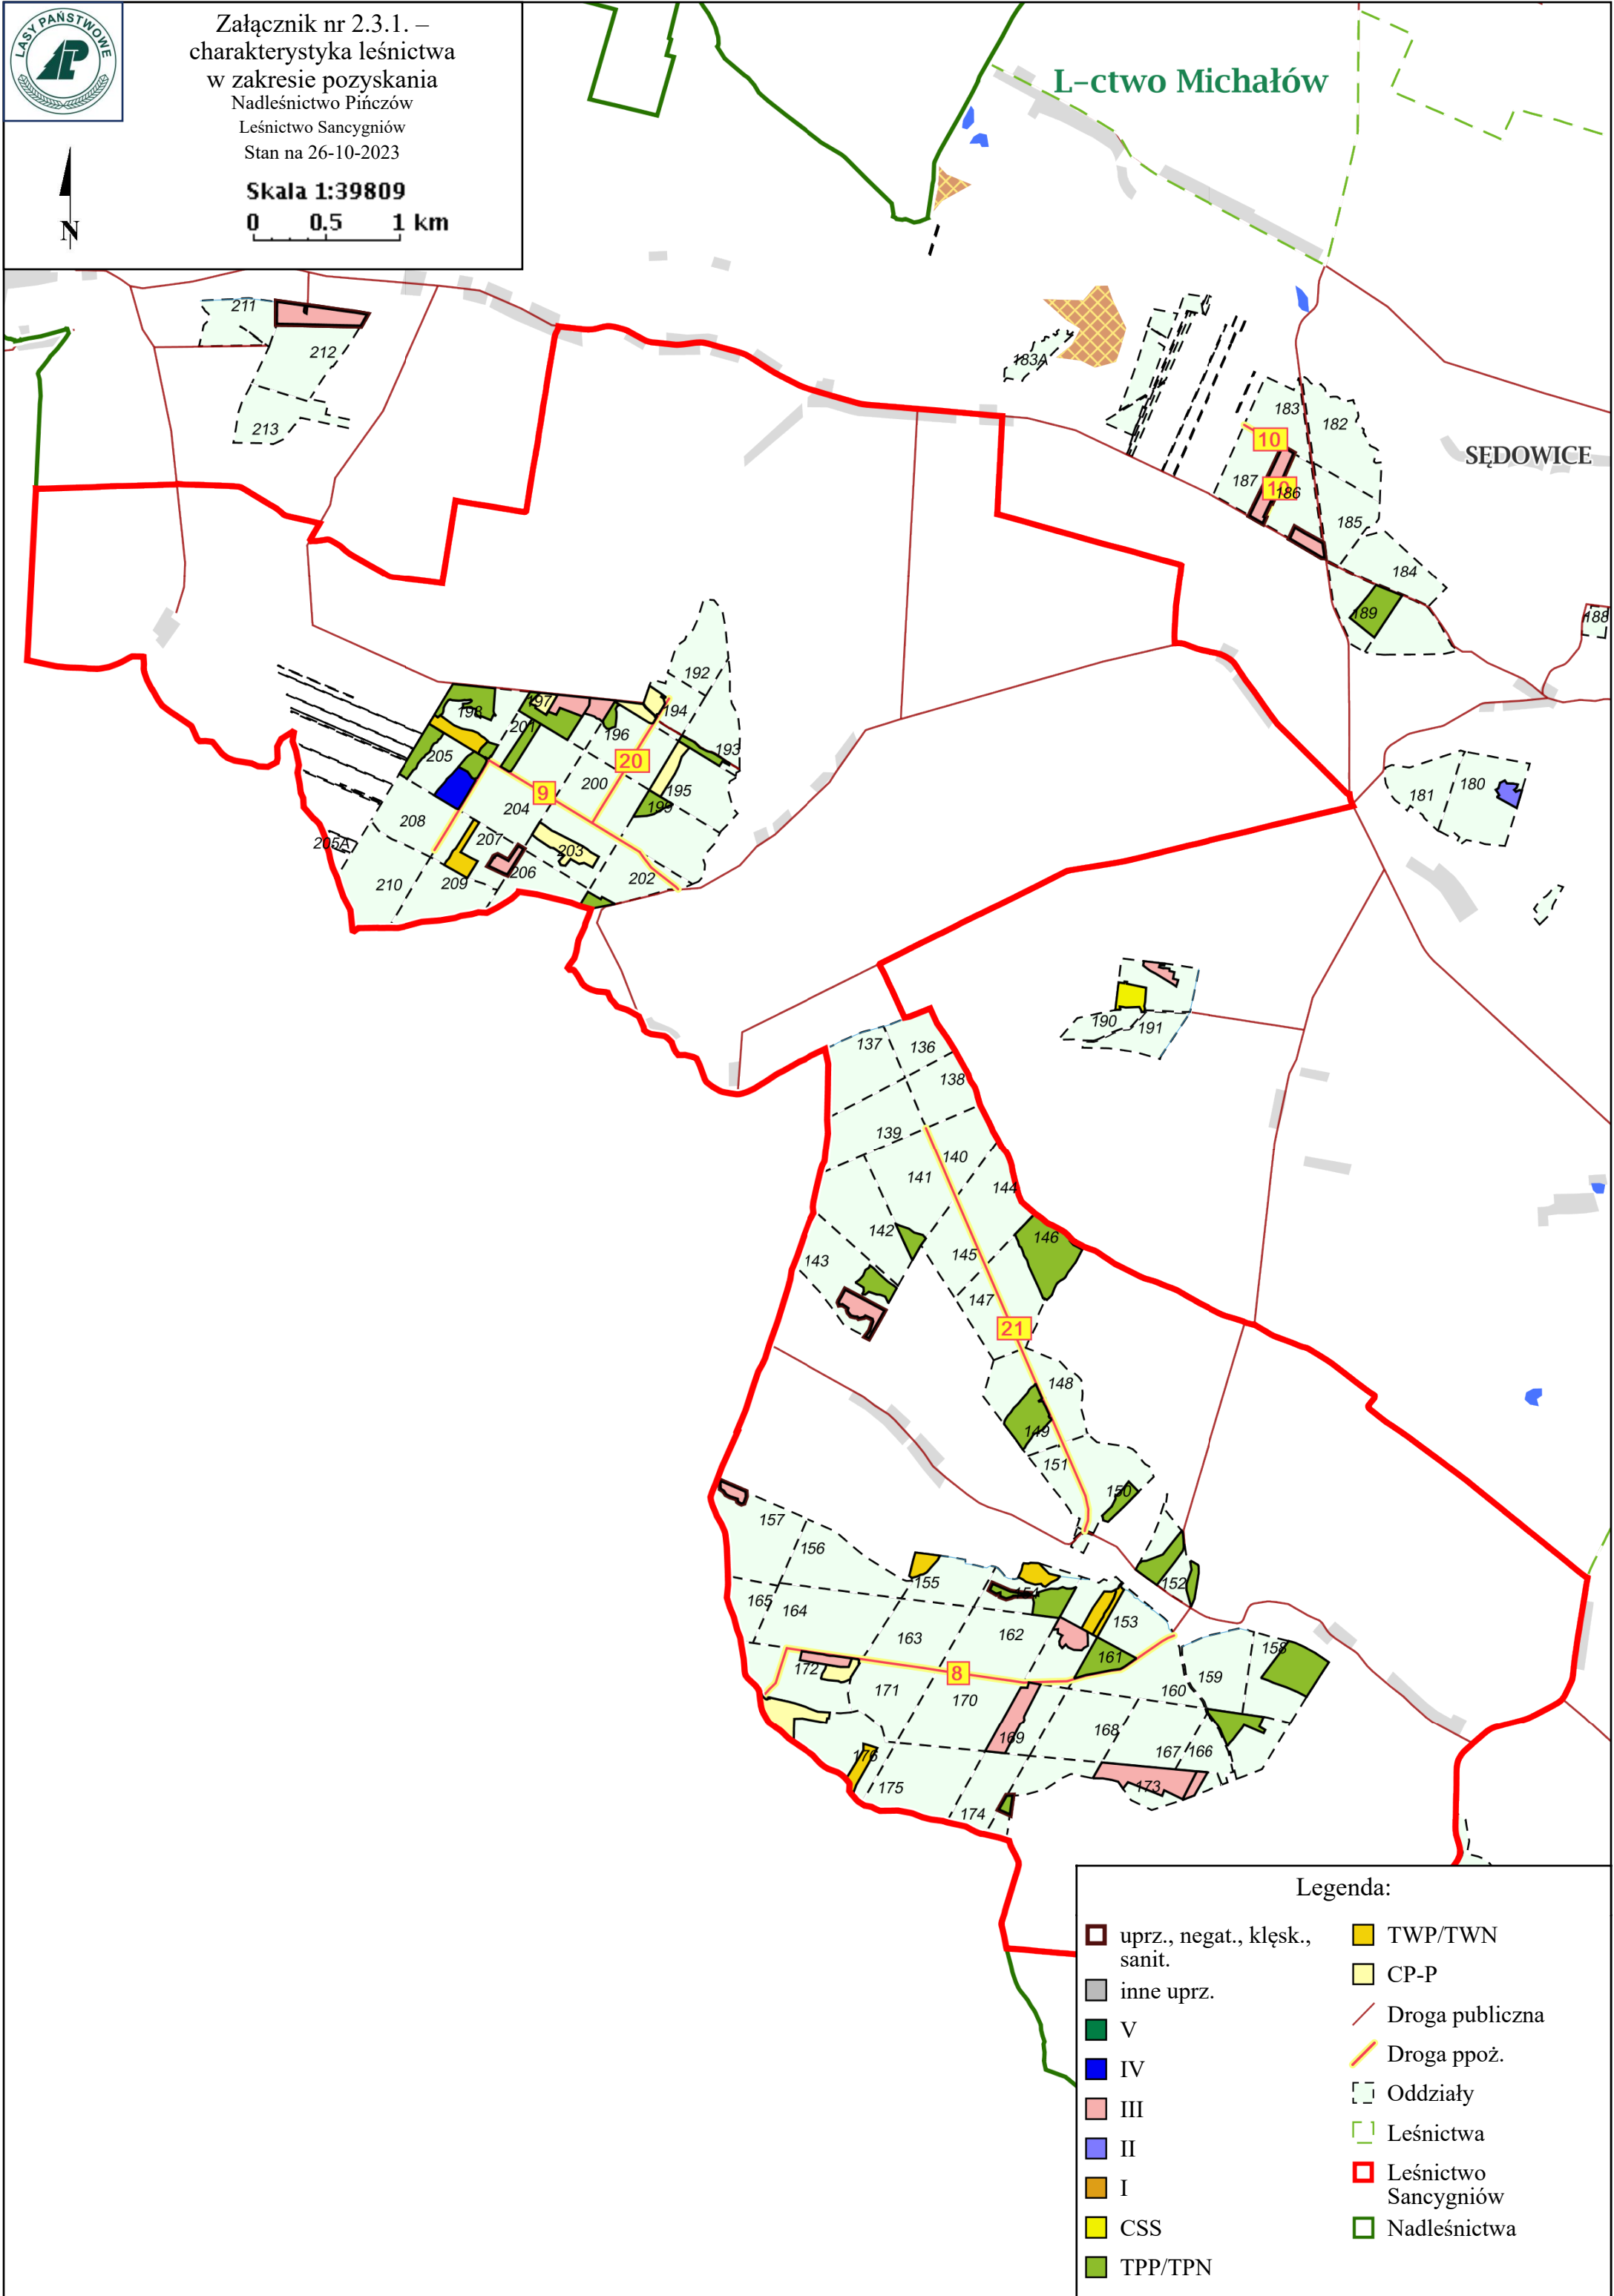 LASY PAŃSTWOWE
Załącznik nr 2.3.1. –
charakterystyka leśnictwa
w zakresie pozyskania
Nadleśnictwo Pińczów
Leśnictwo Sancygniów
Stan na 26-10-2023
Skala 1:39809
0 0.5 1 km
N
L-ctwo Michałów
211
212
213
183A
183
182
10
SĘDOWICE
187
10
186
185
184
189
188
192
197
198
194
201
196
193
205
20
180
200
195
181
9
199
204
208
207
205A
203
206
202
210
209
190
191
137
136
138
139
140
141
144
142
146
145
143
147
21
148
149
151
150
157
156
155
152
154
165
164
153
163
162
158
161
172
8
159
171
170
160
168
169
167
166
176
175
173
174
Legenda:
uprz., negat., klęsk.,
sanit.
inne uprz.
V
IV
III
II
I
CSS
TPP/TPN
TWP/TWN
CP-P
Droga publiczna
Droga ppoż.
Oddziały
Leśnictwa
Leśnictwo
Sancygniów
Nadleśnictwa